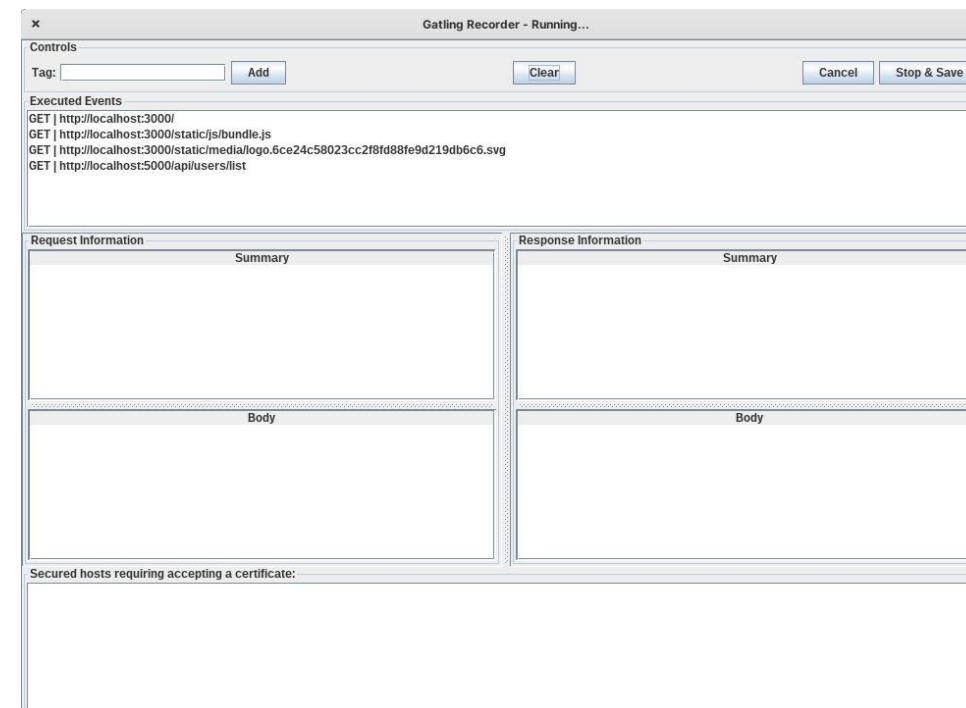 × Gatling Recorder - Running...
Controls
Tag: Add Clear Cancel Stop & Save
Executed Events
GET | http://localhost:3000/
GET | http://localhost:3000/static/js/bundle.js
GET | http://localhost:3000/static/media/logo.6ce24c58023cc2f8fd88fe9d219db6c6.svg
GET | http://localhost:5000/api/users/list
Request Information Response Information
Summary Summary
Body Body
Secured hosts requiring accepting a certificate: